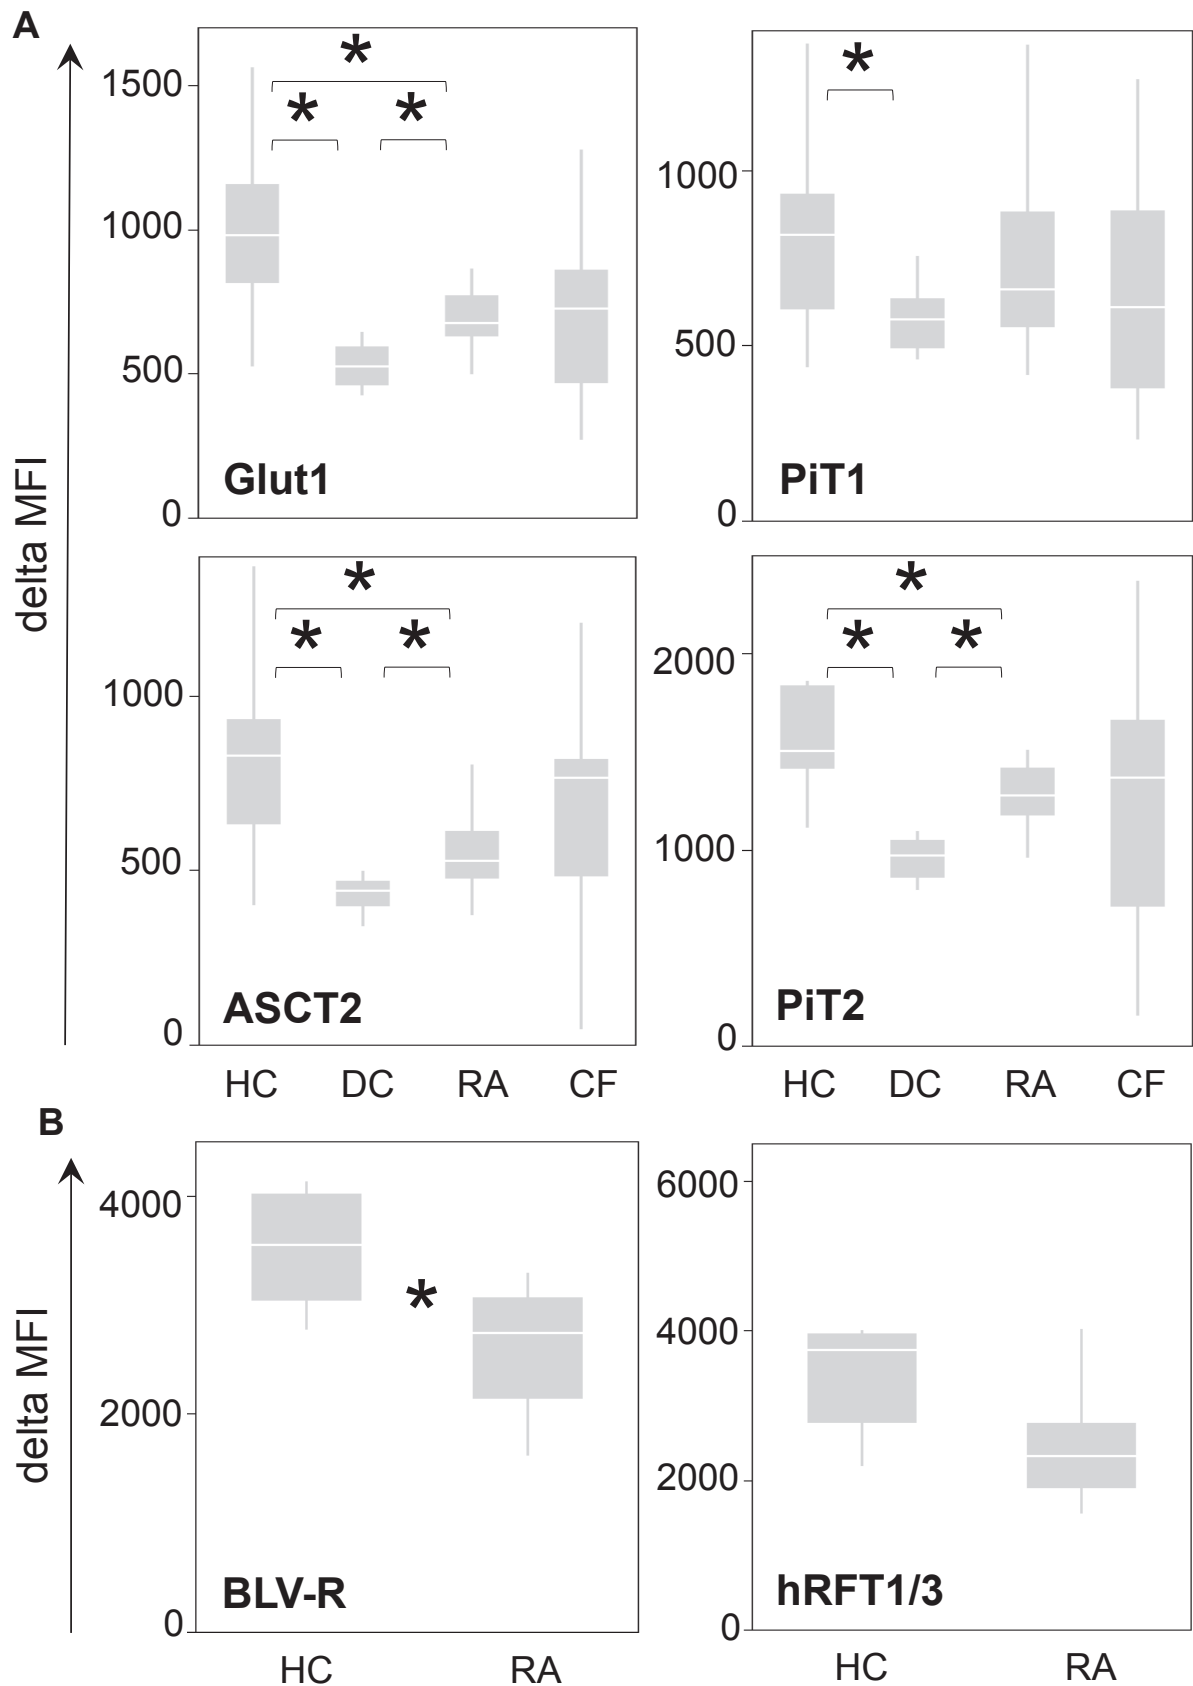 A
delta MFI
*
* *
1500
1000
500
0
Glut1
*
1000
500
0
PiT1
*
* *
1000
500
0
ASCT2
HC DC RA CF
*
* *
2000
1000
0
PiT2
HC DC RA CF
B
delta MFI
4000
*
2000
0
BLV-R
HC RA
6000
4000
2000
0
hRFT1/3
HC RA